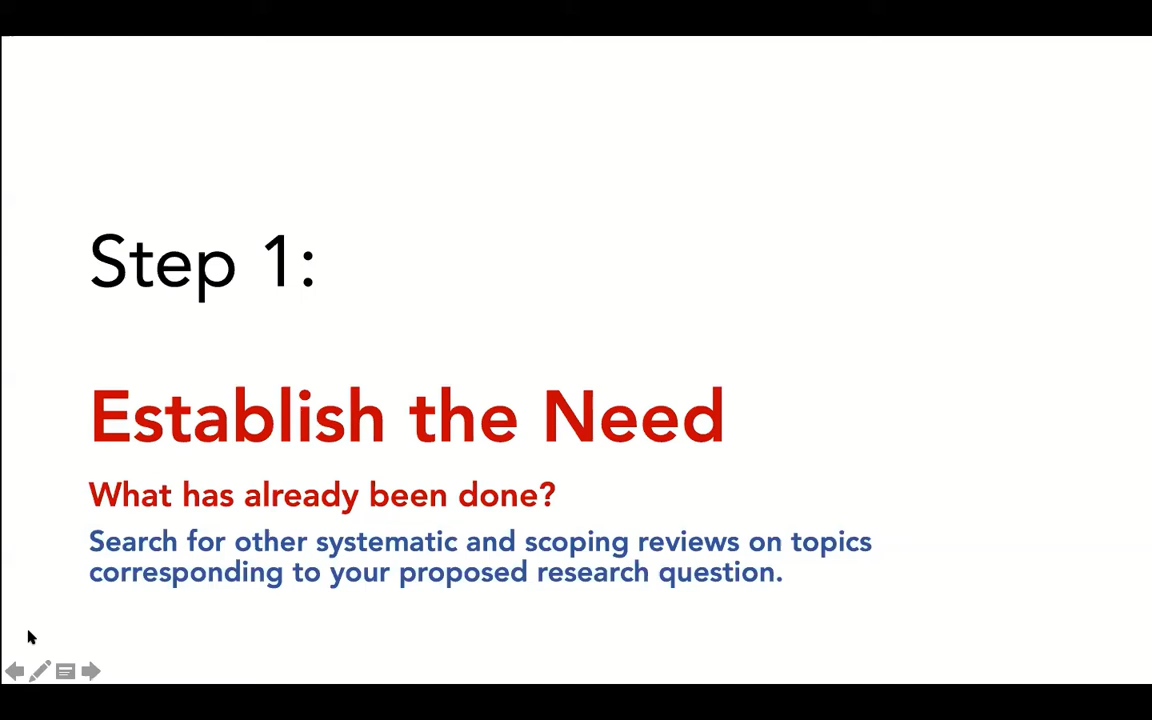 Step 1:
Establish the Need
What has already been done?
Search for other systematic and scoping reviews on topics
corresponding to your proposed research question.